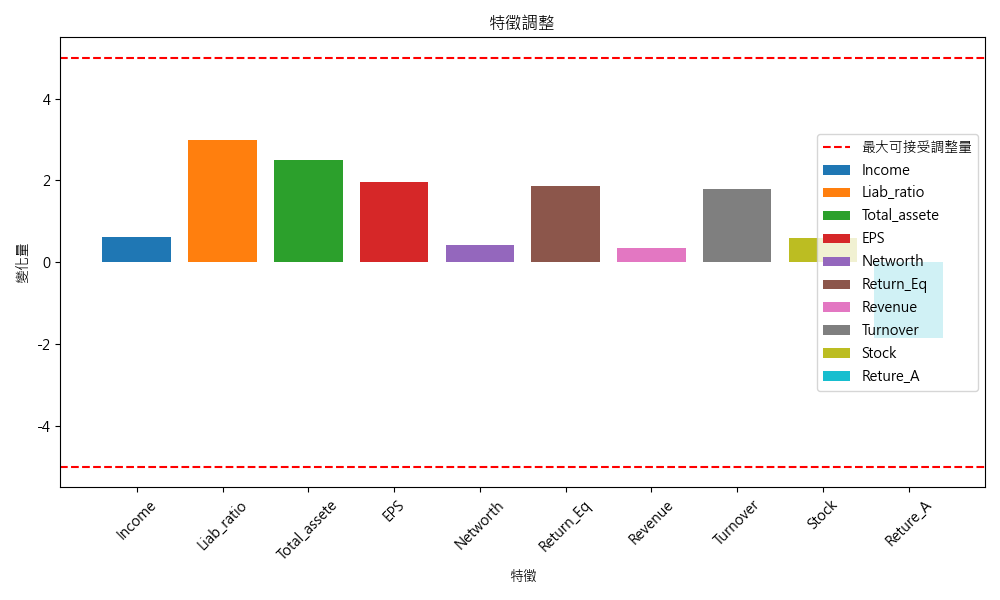 特徵調整
變化量
4
2
0
-2
-4
最大可接受調整量
Income
Liab_ratio
Total_assete
EPS
Networth
Return_Eq
Revenue
Turnover
Stock
Reture_A
Income
Liab_ratio
Total_assete
EPS
Networth
Return_Eq
Revenue
Turnover
Stock
Reture_A
特徵